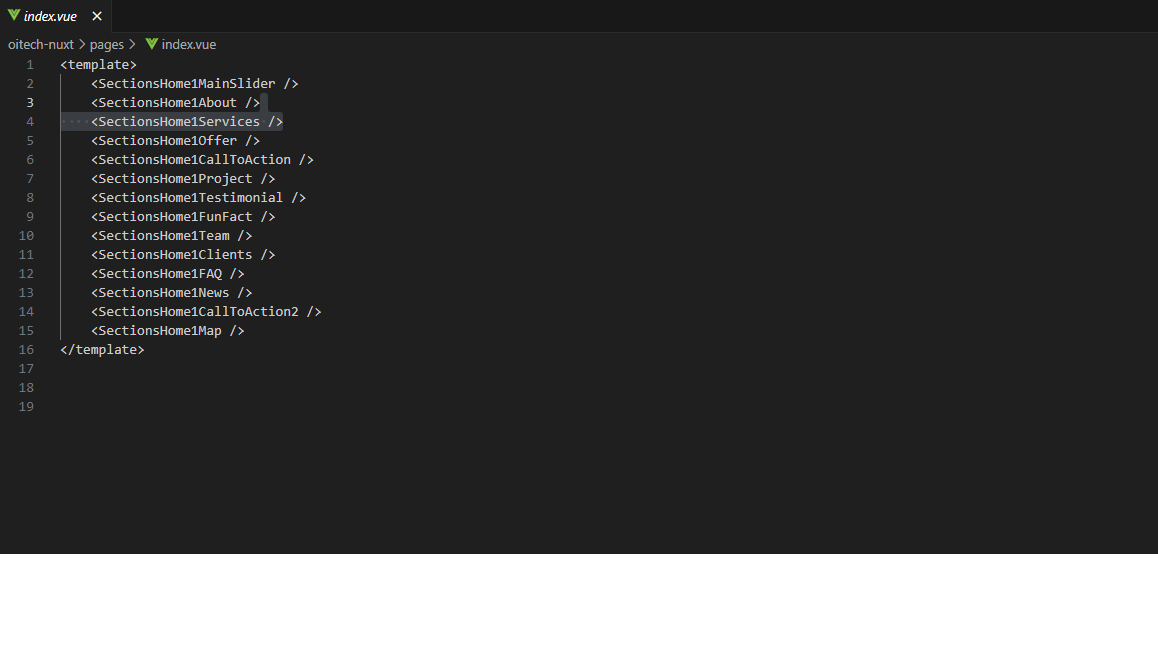 index.vue
oitech-nuxt > pages > index.vue
1 <template>
2 <SectionsHome1MainSlider />
3 <SectionsHome1About />
4 ····<SectionsHome1Services·/>
5 <SectionsHome1Offer />
6 <SectionsHome1CallToAction />
7 <SectionsHome1Project />
8 <SectionsHome1Testimonial />
9 <SectionsHome1FunFact />
10 <SectionsHome1Team />
11 <SectionsHome1Clients />
12 <SectionsHome1FAQ />
13 <SectionsHome1News />
14 <SectionsHome1CallToAction2 />
15 <SectionsHome1Map />
16 </template>
17
18
19